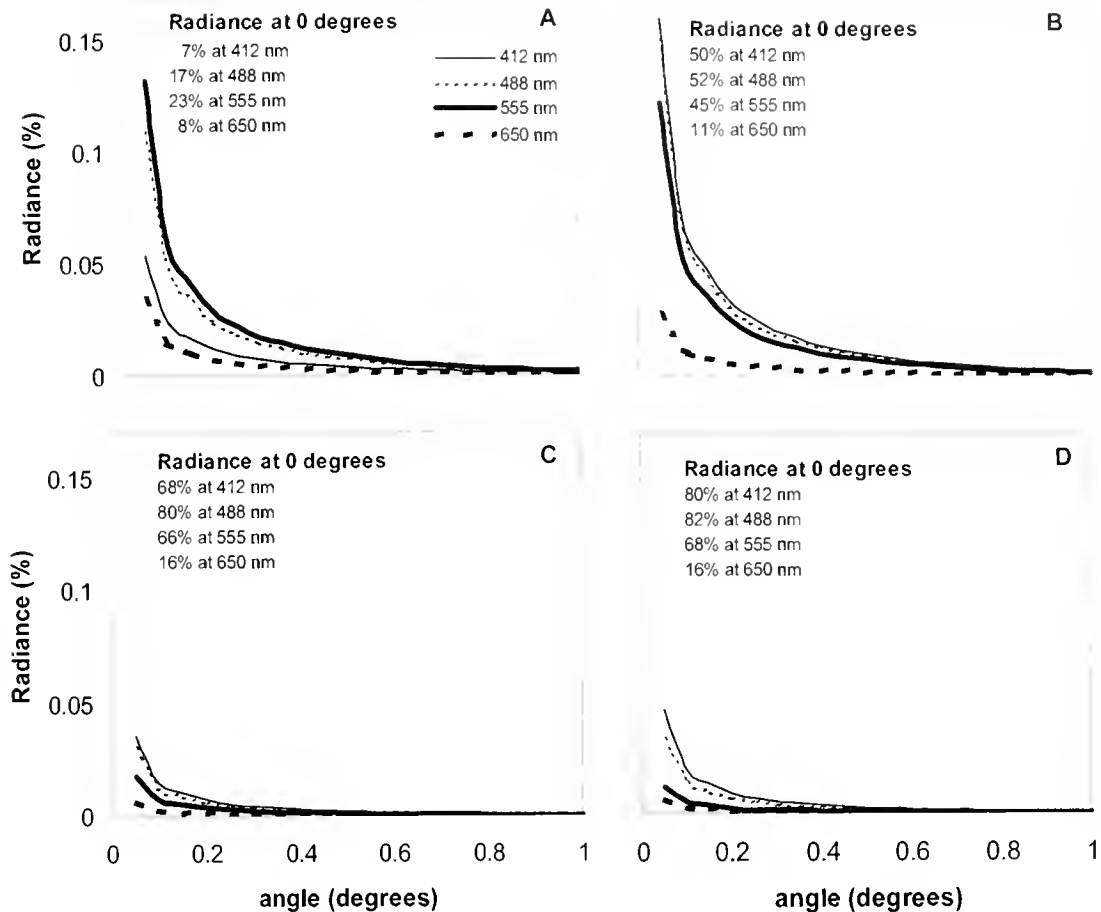 A
Radiance at 0 degrees
7% at 412 nm
17% at 488 nm
23% at 555 nm
8% at 650 nm
412 nm
488 nm
555 nm
650 nm
0.15
0.1
0.05
0
Radiance (%)
B
Radiance at 0 degrees
50% at 412 nm
52% at 488 nm
45% at 555 nm
11% at 650 nm
C
Radiance at 0 degrees
68% at 412 nm
80% at 488 nm
66% at 555 nm
16% at 650 nm
0.15
0.1
0.05
0
Radiance (%)
0 0.2 0.4 0.6 0.8 1
angle (degrees)
D
Radiance at 0 degrees
80% at 412 nm
82% at 488 nm
68% at 555 nm
16% at 650 nm
0 0.2 0.4 0.6 0.8 1
angle (degrees)